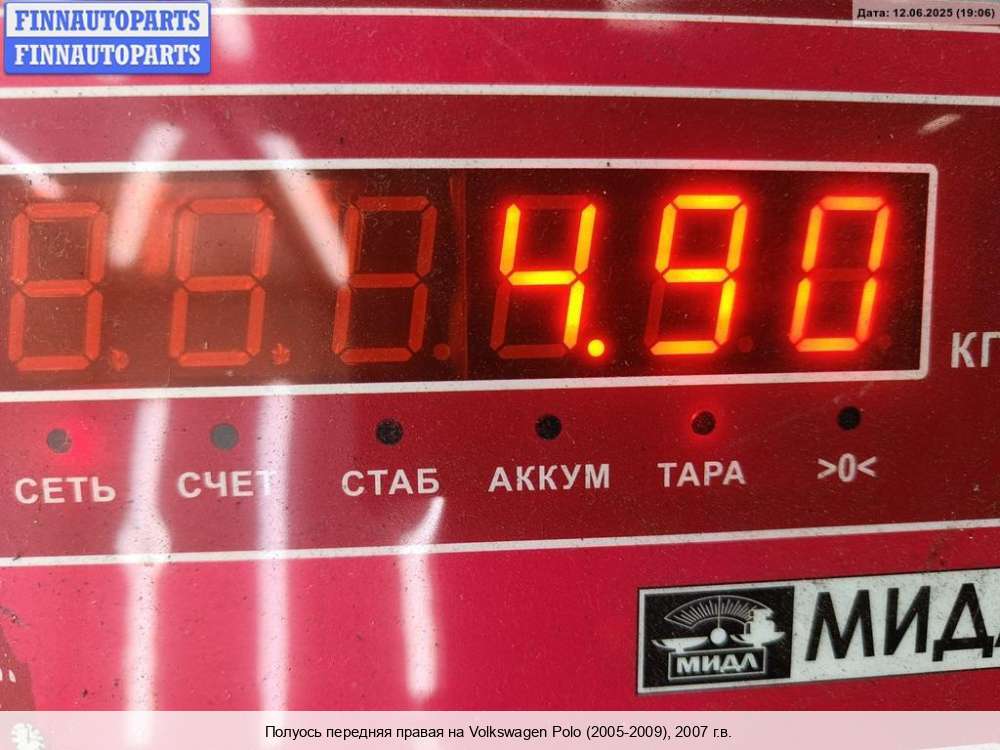 FINNAUTOPARTS
FINNAUTOPARTS
Дата: 12.06.2025 (19:06)
4.90
КГ
СЕТЬ СЧЕТ СТАБ АККУМ ТАРА >0<
МИДЛ
Полуось передняя правая на Volkswagen Polo (2005-2009), 2007 г.в.